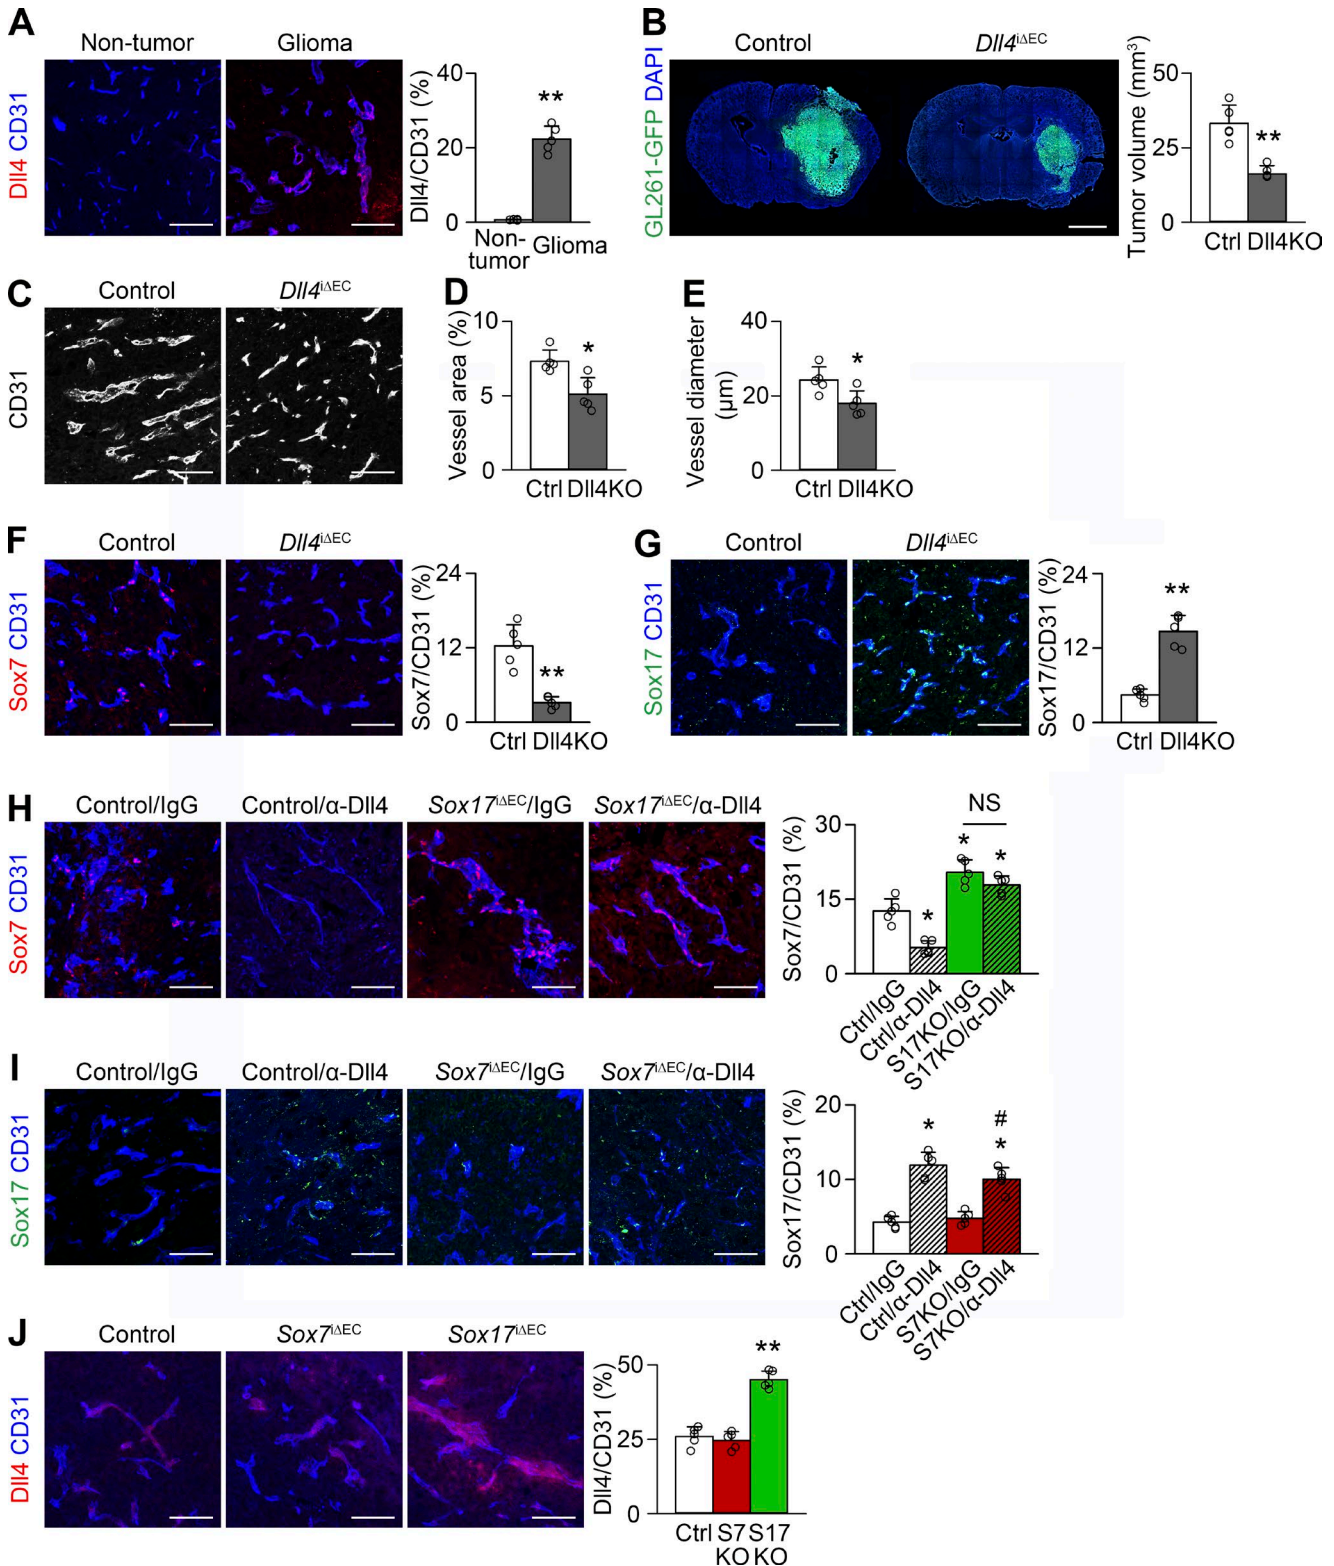 A
Non-tumor
Glioma
Dll4 CD31
Dll4/CD31 (%)
40
20
0
**
Non-
tumor
Glioma
B
Control
Dll4iΔEC
GL261-GFP DAPI
Tumor volume (mm³)
50
25
0
**
Ctrl Dll4KO
C
Control
Dll4iΔEC
CD31
D
Vessel area (%)
10
5
0
*
Ctrl Dll4KO
E
Vessel diameter
(µm)
40
20
0
*
Ctrl Dll4KO
F
Control
Dll4iΔEC
Sox7 CD31
Sox7/CD31 (%)
24
12
0
**
Ctrl Dll4KO
G
Control
Dll4iΔEC
Sox17 CD31
Sox17/CD31 (%)
24
12
0
**
Ctrl Dll4KO
H
Control/IgG
Control/α-Dll4
Sox17iΔEC/IgG
Sox17iΔEC/α-Dll4
Sox7 CD31
Sox7/CD31 (%)
30
15
0
NS
*
*
*
Ctrl/IgG
Ctrl/α-Dll4
S17KO/IgG
S17KO/α-Dll4
I
Control/IgG
Control/α-Dll4
Sox7iΔEC/IgG
Sox7iΔEC/α-Dll4
Sox17 CD31
Sox17/CD31 (%)
20
10
0
*
#
*
Ctrl/IgG
Ctrl/α-Dll4
S7KO/IgG
S7KO/α-Dll4
J
Control
Sox7iΔEC
Sox17iΔEC
Dll4 CD31
Dll4/CD31 (%)
50
25
0
**
Ctrl S7 S17
KO KO